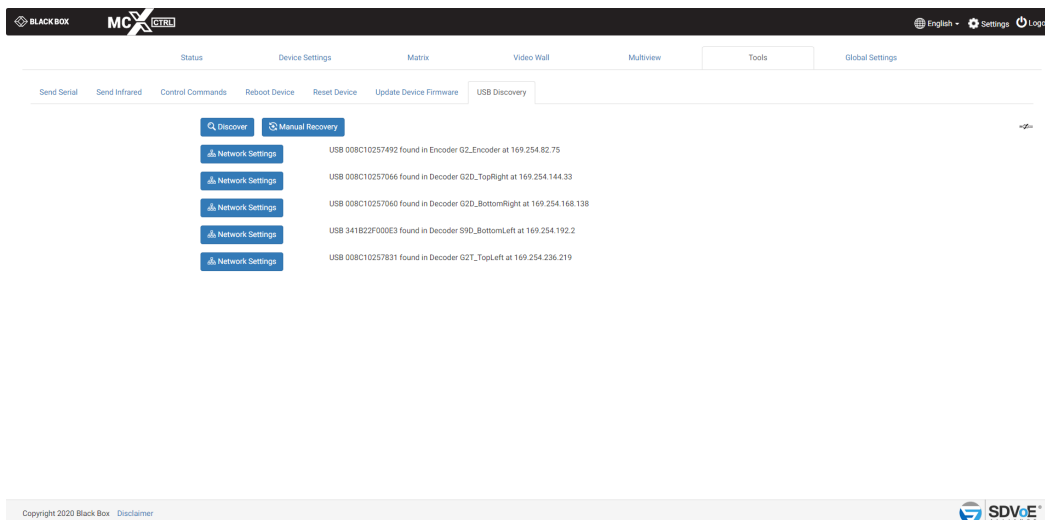 BLACK BOX MCX CTRL English Settings Logo
Status Device Settings Matrix Video Wall Multiview Tools Global Settings
Send Serial Send Infrared Control Commands Reboot Device Reset Device Update Device Firmware USB Discovery
Discover Manual Recovery
Network Settings USB 008C10257492 found in Encoder G2_Encoder at 169.254.82.75
Network Settings USB 008C10257066 found in Decoder G2D_TopRight at 169.254.144.33
Network Settings USB 008C10257060 found in Decoder G2D_BottomRight at 169.254.168.138
Network Settings USB 341B22F000E3 found in Decoder S9D_BottomLeft at 169.254.192.2
Network Settings USB 008C10257831 found in Decoder G2T_TopLeft at 169.254.236.219
Copyright 2020 Black Box Disclaimer SDVoE